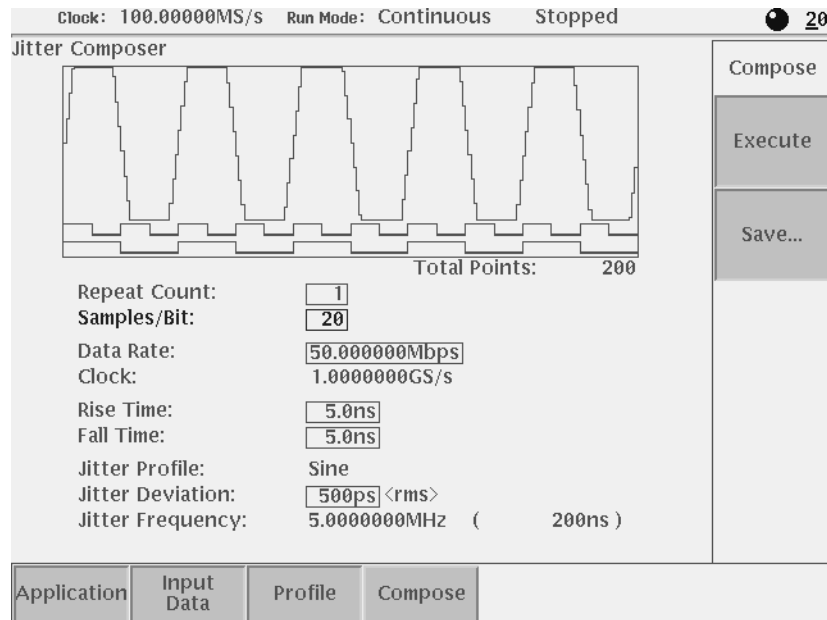 Clock: 100.00000MS/s Run Mode: Continuous Stopped 20
Jitter Composer
Compose
Execute
Save...
Total Points: 200
Repeat Count: 1
Samples/Bit: 20
Data Rate: 50.000000Mbps
Clock: 1.0000000GS/s
Rise Time: 5.0ns
Fall Time: 5.0ns
Jitter Profile: Sine
Jitter Deviation: 500ps <rms>
Jitter Frequency: 5.0000000MHz ( 200ns )
Application Input Data Profile Compose